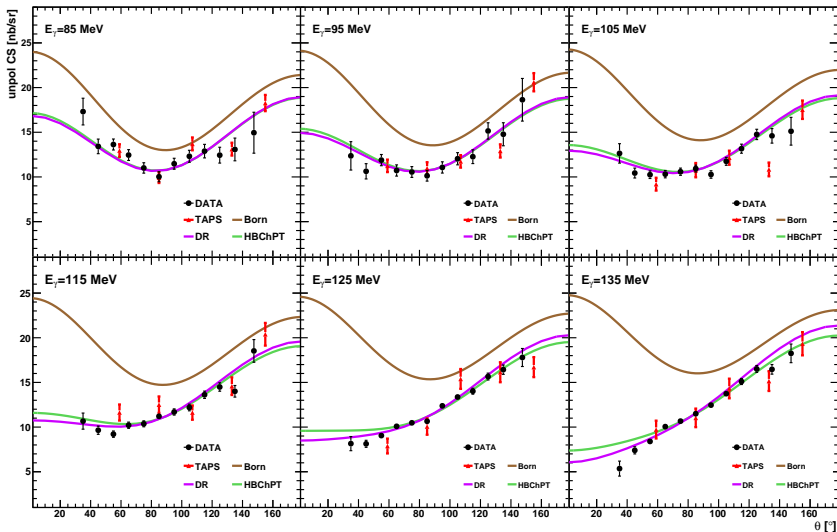 unpol CS [nb/sr]
E_γ=85 MeV
E_γ=95 MeV
E_γ=105 MeV
25
20
15
10
5
DATA
TAPS Born
DR HBChPT
DATA
TAPS Born
DR HBChPT
DATA
TAPS Born
DR HBChPT
E_γ=115 MeV
E_γ=125 MeV
E_γ=135 MeV
25
20
15
10
5
DATA
TAPS Born
DR HBChPT
DATA
TAPS Born
DR HBChPT
DATA
TAPS Born
DR HBChPT
20 40 60 80 100 120 140 160
20 40 60 80 100 120 140 160
20 40 60 80 100 120 140 160
θ [°]